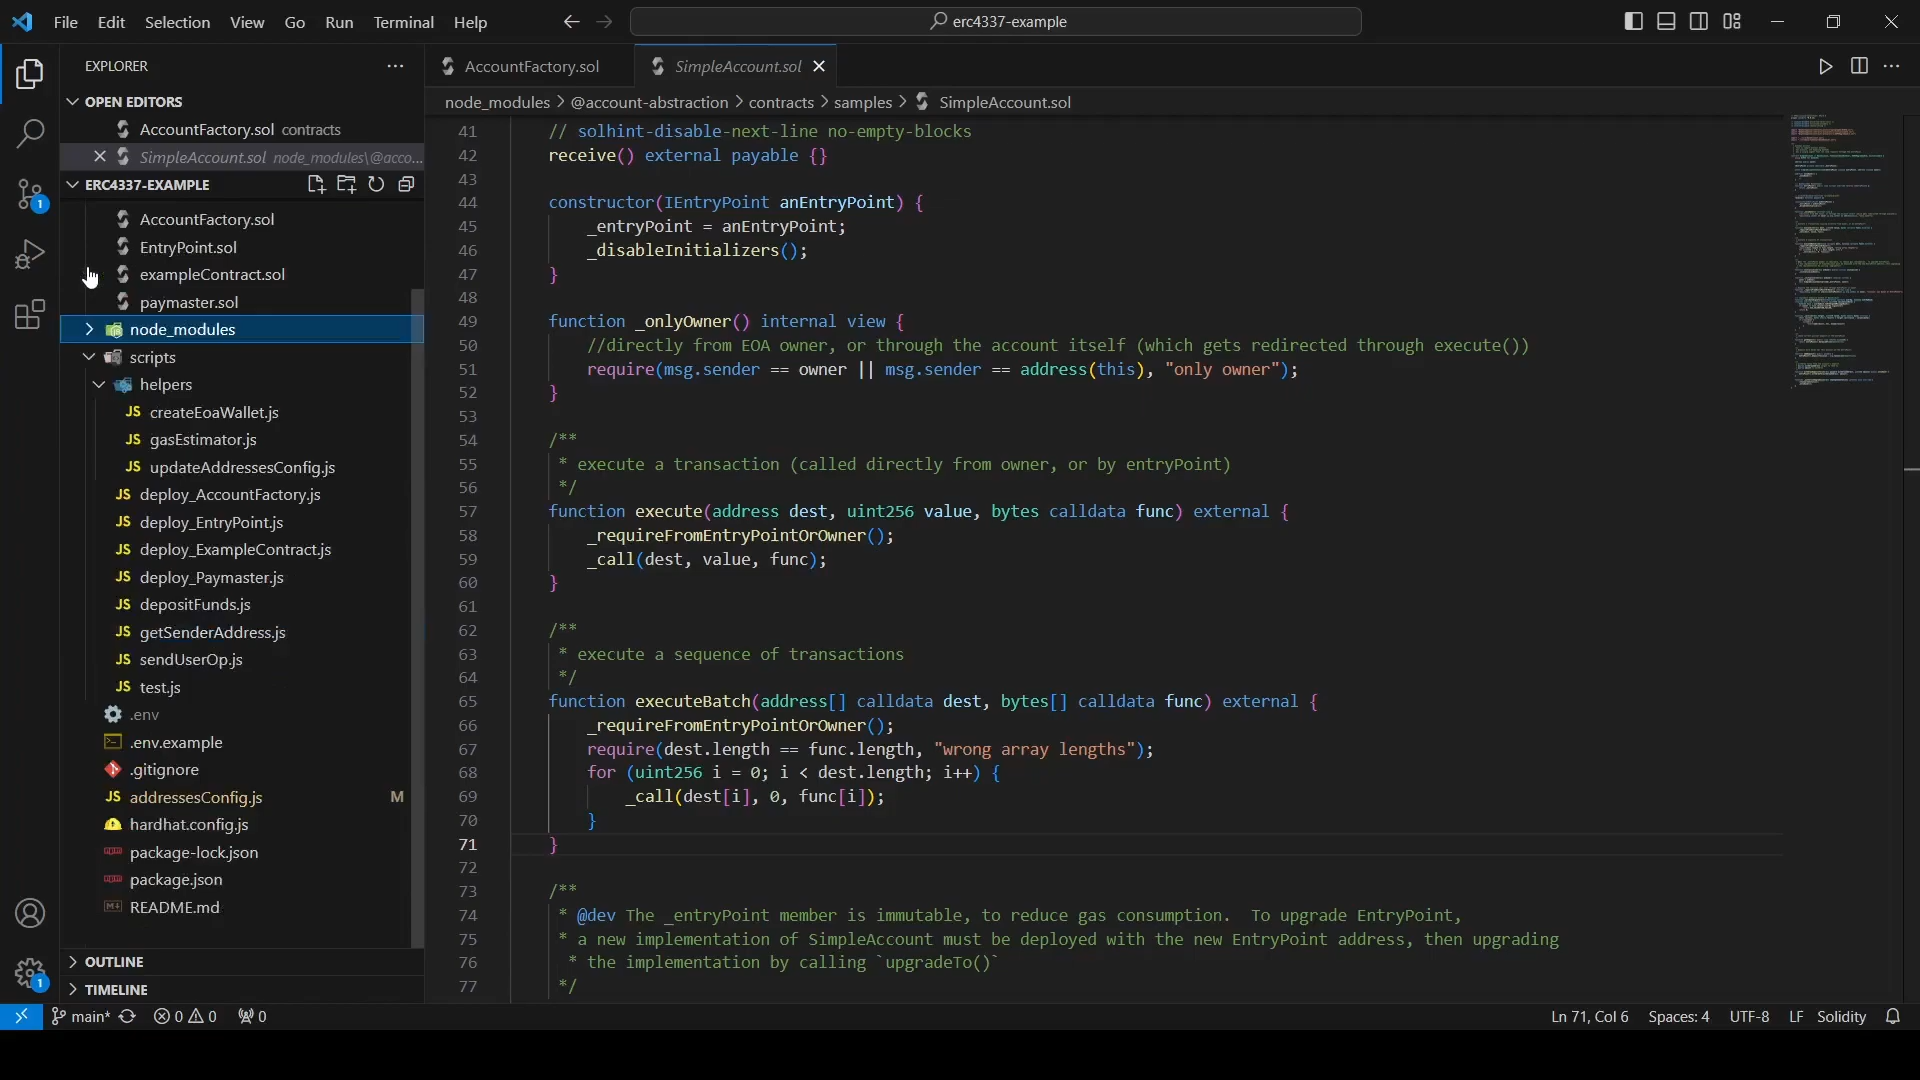 File Edit Selection View Go Run Terminal Help
erc4337-example
EXPLORER
OPEN EDITORS
AccountFactory.sol contracts
SimpleAccount.sol node_modules\@acco...
ERC4337-EXAMPLE
AccountFactory.sol
EntryPoint.sol
exampleContract.sol
paymaster.sol
node_modules
scripts
helpers
JS createEoaWallet.js
JS gasEstimator.js
JS updateAddressesConfig.js
JS deploy_AccountFactory.js
JS deploy_EntryPoint.js
JS deploy_ExampleContract.js
JS deploy_Paymaster.js
JS depositFunds.js
JS getSenderAddress.js
JS sendUserOp.js
JS test.js
.env
.env.example
.gitignore
JS addressesConfig.js M
hardhat.config.js
package-lock.json
package.json
README.md
OUTLINE
TIMELINE
1
1
AccountFactory.sol
SimpleAccount.sol
node_modules > @account-abstraction > contracts > samples > SimpleAccount.sol
41 // solhint-disable-next-line no-empty-blocks
42 receive() external payable {}
43
44 constructor(IEntryPoint anEntryPoint) {
45 _entryPoint = anEntryPoint;
46 _disableInitializers();
47 }
48
49 function _onlyOwner() internal view {
50 //directly from EOA owner, or through the account itself (which gets redirected through execute())
51 require(msg.sender == owner || msg.sender == address(this), "only owner");
52 }
53
54 /**
55 * execute a transaction (called directly from owner, or by entryPoint)
56 */
57 function execute(address dest, uint256 value, bytes calldata func) external {
58 _requireFromEntryPointOrOwner();
59 _call(dest, value, func);
60 }
61
62 /**
63 * execute a sequence of transactions
64 */
65 function executeBatch(address[] calldata dest, bytes[] calldata func) external {
66 _requireFromEntryPointOrOwner();
67 require(dest.length == func.length, "wrong array lengths");
68 for (uint256 i = 0; i < dest.length; i++) {
69 _call(dest[i], 0, func[i]);
70 }
71 }
72
73 /**
74 * @dev The _entryPoint member is immutable, to reduce gas consumption.  To upgrade EntryPoint,
75 * a new implementation of SimpleAccount must be deployed with the new EntryPoint address, then upgrading
76 * the implementation by calling `upgradeTo()`
77 */
main* 0 0 0 Ln 71, Col 6 Spaces: 4 UTF-8 LF Solidity